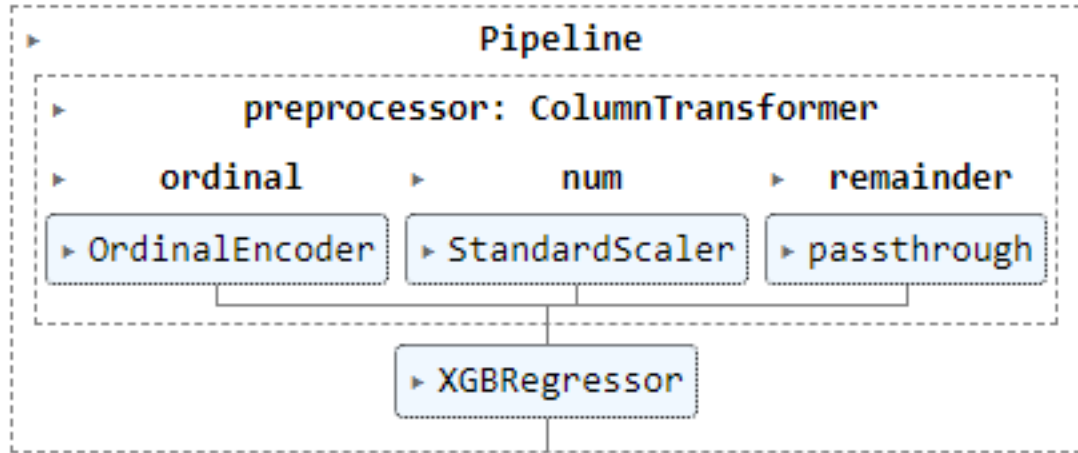 Pipeline
preprocessor: ColumnTransformer
ordinal num remainder
OrdinalEncoder StandardScaler passthrough
XGBRegressor